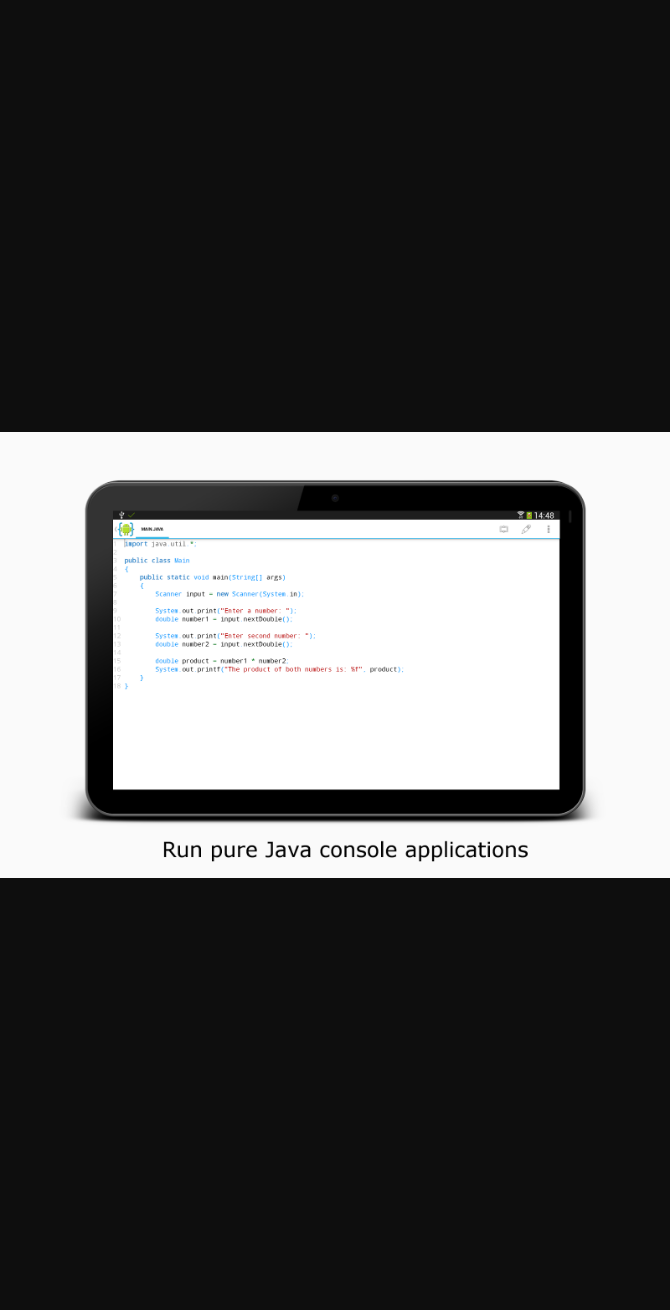 14:48
MAIN.JAVA
1 import java.util.*;
2
3 public class Main
4 {
5 public static void main(String[] args)
6 {
7 Scanner input = new Scanner(System.in);
8
9 System.out.print("Enter a number: ");
10 double number1 = input.nextDouble();
11
12 System.out.print("Enter second number: ");
13 double number2 = input.nextDouble();
14
15 double product = number1 * number2;
16 System.out.printf("The product of both numbers is: %f", product);
17 }
18 }
Run pure Java console applications